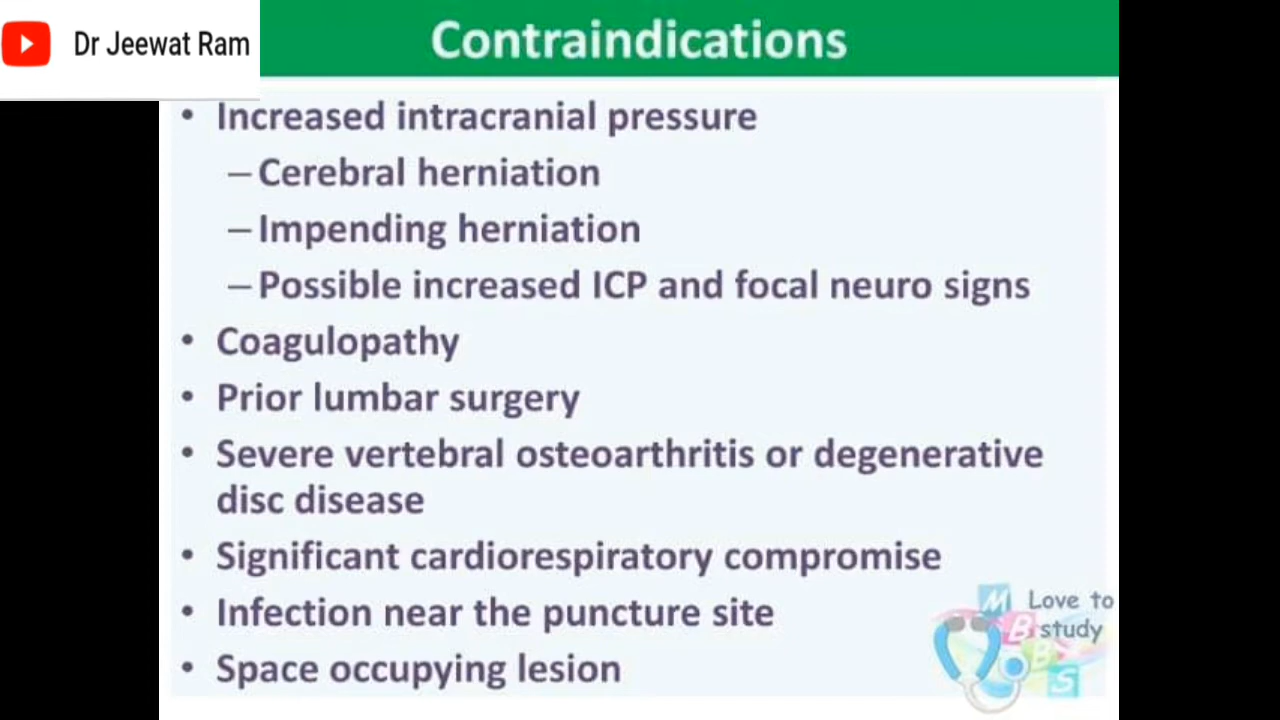 Dr Jeewat Ram
Contraindications
• Increased intracranial pressure
– Cerebral herniation
– Impending herniation
– Possible increased ICP and focal neuro signs
• Coagulopathy
• Prior lumbar surgery
• Severe vertebral osteoarthritis or degenerative
disc disease
• Significant cardiorespiratory compromise
• Infection near the puncture site
• Space occupying lesion
Love to
study
M
B
B
S